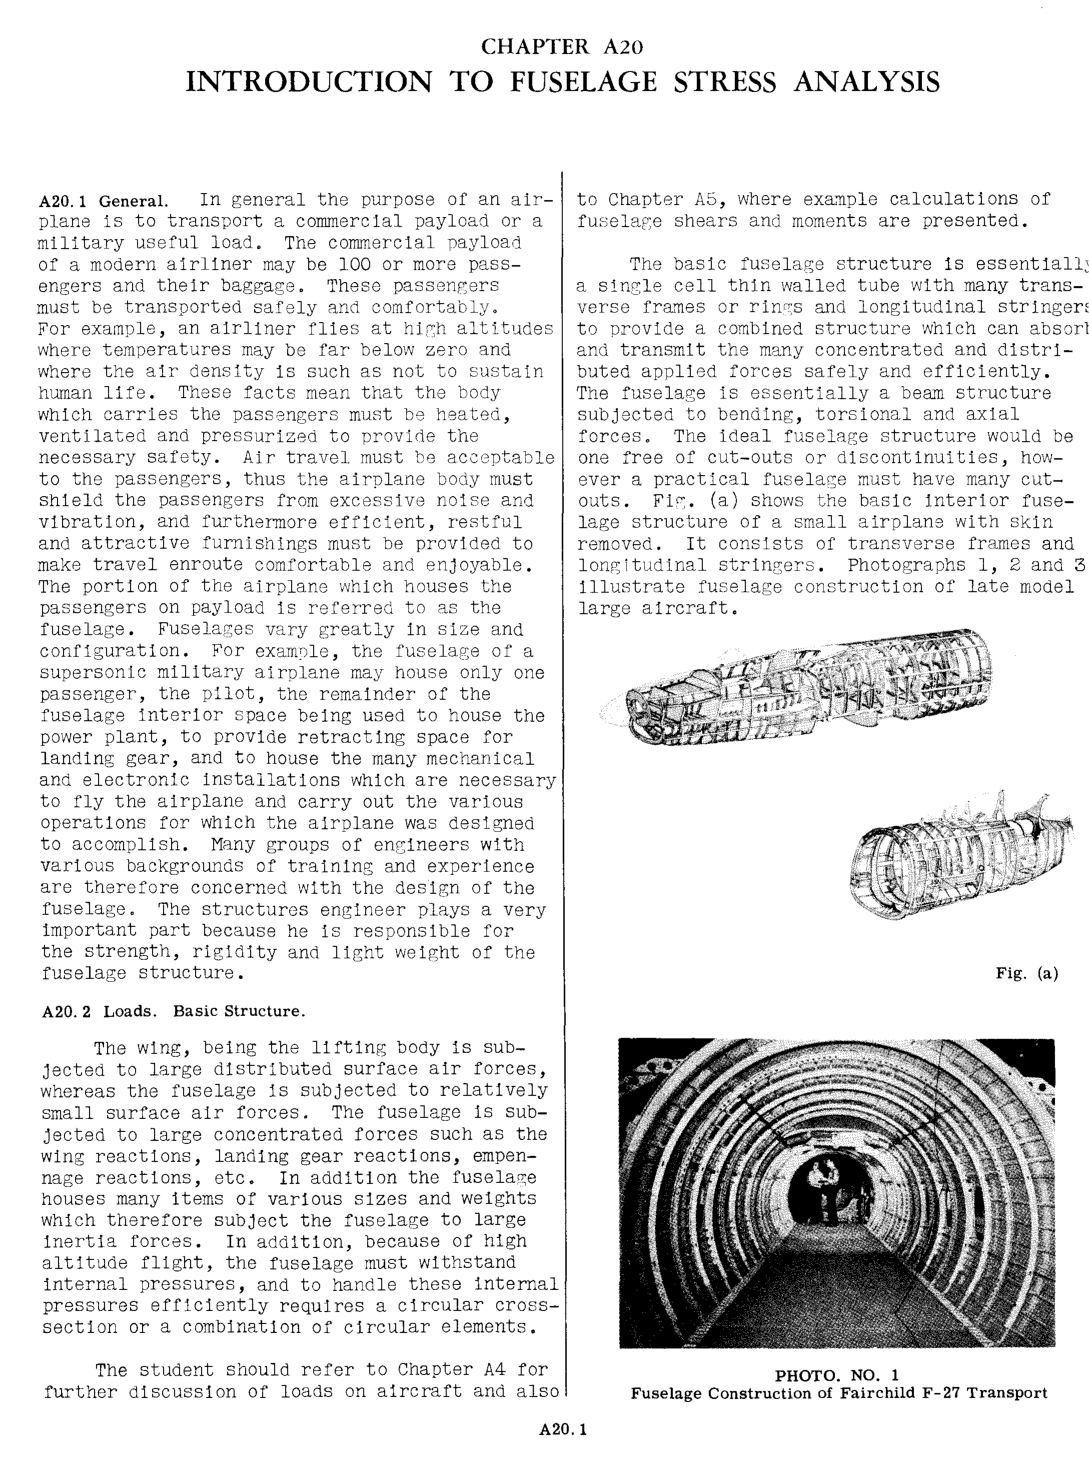 CHAPTER A20
INTRODUCTION TO FUSELAGE STRESS ANALYSIS
A20.1 General. In general the purpose of an air-
plane is to transport a commercial payload or a
military useful load. The commercial payload
of a modern airliner may be 100 or more pass-
engers and their baggage. These passengers
must be transported safely and comfortably.
For example, an airliner flies at high altitudes
where temperatures may be far below zero and
where the air density is such as not to sustain
human life. These facts mean that the body
which carries the passengers must be heated,
ventilated and pressurized to provide the
necessary safety. Air travel must be acceptable
to the passengers, thus the airplane body must
shield the passengers from excessive noise and
vibration, and furthermore efficient, restful
and attractive furnishings must be provided to
make travel enroute comfortable and enjoyable.
The portion of the airplane which houses the
passengers on payload is referred to as the
fuselage. Fuselages vary greatly in size and
configuration. For example, the fuselage of a
supersonic military airplane may house only one
passenger, the pilot, the remainder of the
fuselage interior space being used to house the
power plant, to provide retracting space for
landing gear, and to house the many mechanical
and electronic installations which are necessary
to fly the airplane and carry out the various
operations for which the airplane was designed
to accomplish. Many groups of engineers with
various backgrounds of training and experience
are therefore concerned with the design of the
fuselage. The structures engineer plays a very
important part because he is responsible for
the strength, rigidity and light weight of the
fuselage structure.
A20.2 Loads. Basic Structure.
The wing, being the lifting body is sub-
jected to large distributed surface air forces,
whereas the fuselage is subjected to relatively
small surface air forces. The fuselage is sub-
jected to large concentrated forces such as the
wing reactions, landing gear reactions, empen-
nage reactions, etc. In addition the fuselage
houses many items of various sizes and weights
which therefore subject the fuselage to large
inertia forces. In addition, because of high
altitude flight, the fuselage must withstand
internal pressures, and to handle these internal
pressures efficiently requires a circular cross-
section or a combination of circular elements.
The student should refer to Chapter A4 for
further discussion of loads on aircraft and also
to Chapter A5, where example calculations of
fuselage shears and moments are presented.
The basic fuselage structure is essentially
a single cell thin walled tube with many trans-
verse frames or rings and longitudinal stringers
to provide a combined structure which can absorb
and transmit the many concentrated and distri-
buted applied forces safely and efficiently.
The fuselage is essentially a beam structure
subjected to bending, torsional and axial
forces. The ideal fuselage structure would be
one free of cut-outs or discontinuities, how-
ever a practical fuselage must have many cut-
outs. Fig. (a) shows the basic interior fuse-
lage structure of a small airplane with skin
removed. It consists of transverse frames and
longitudinal stringers. Photographs 1, 2 and 3
illustrate fuselage construction of late model
large aircraft.
Fig. (a)
PHOTO. NO. 1
Fuselage Construction of Fairchild F-27 Transport
A20.1